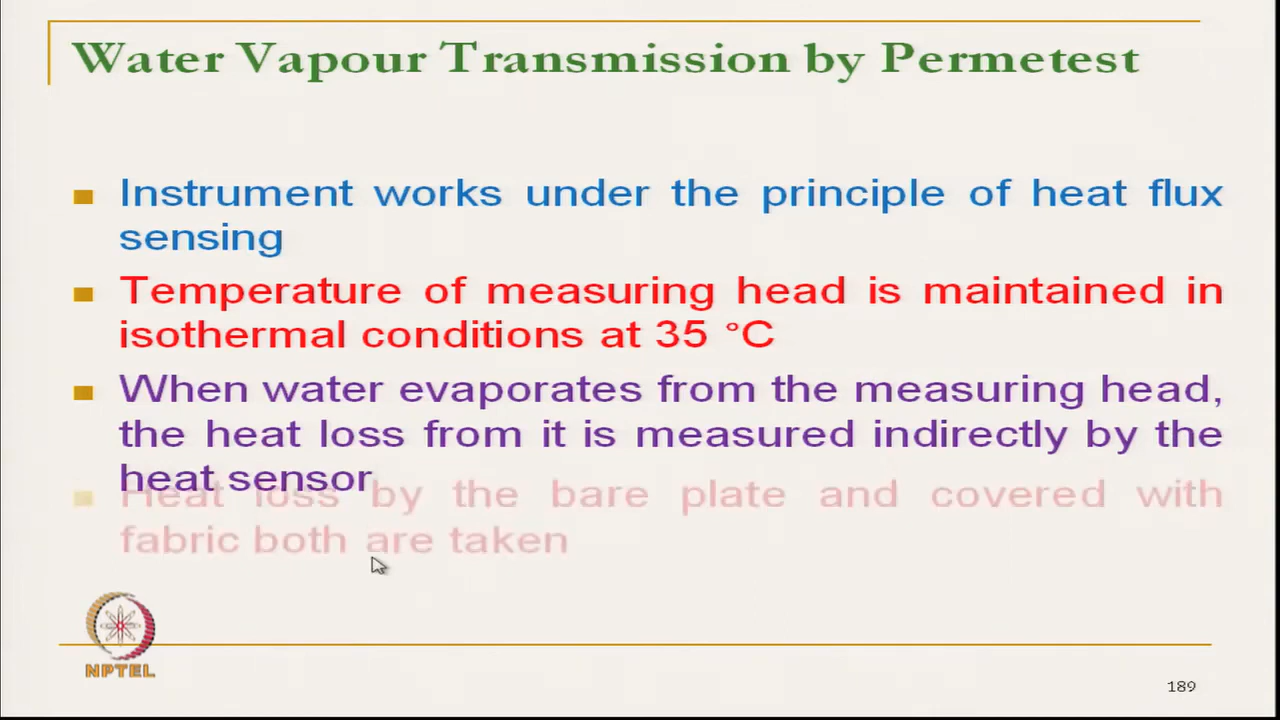 Water Vapour Transmission by Permetest
Instrument works under the principle of heat flux
sensing
Temperature of measuring head is maintained in
isothermal conditions at 35 °C
When water evaporates from the measuring head,
the heat loss from it is measured indirectly by the
heat sensor
Heat loss by the bare plate and covered with
fabric both are taken
NPTEL
189